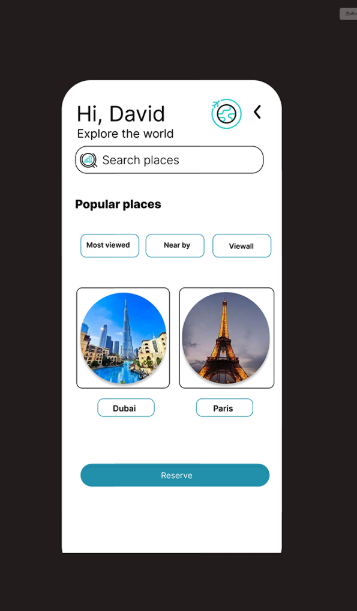 Hi, David
Explore the world
Search places
Popular places
Most viewed
Near by
Viewall
Dubai
Paris
Reserve